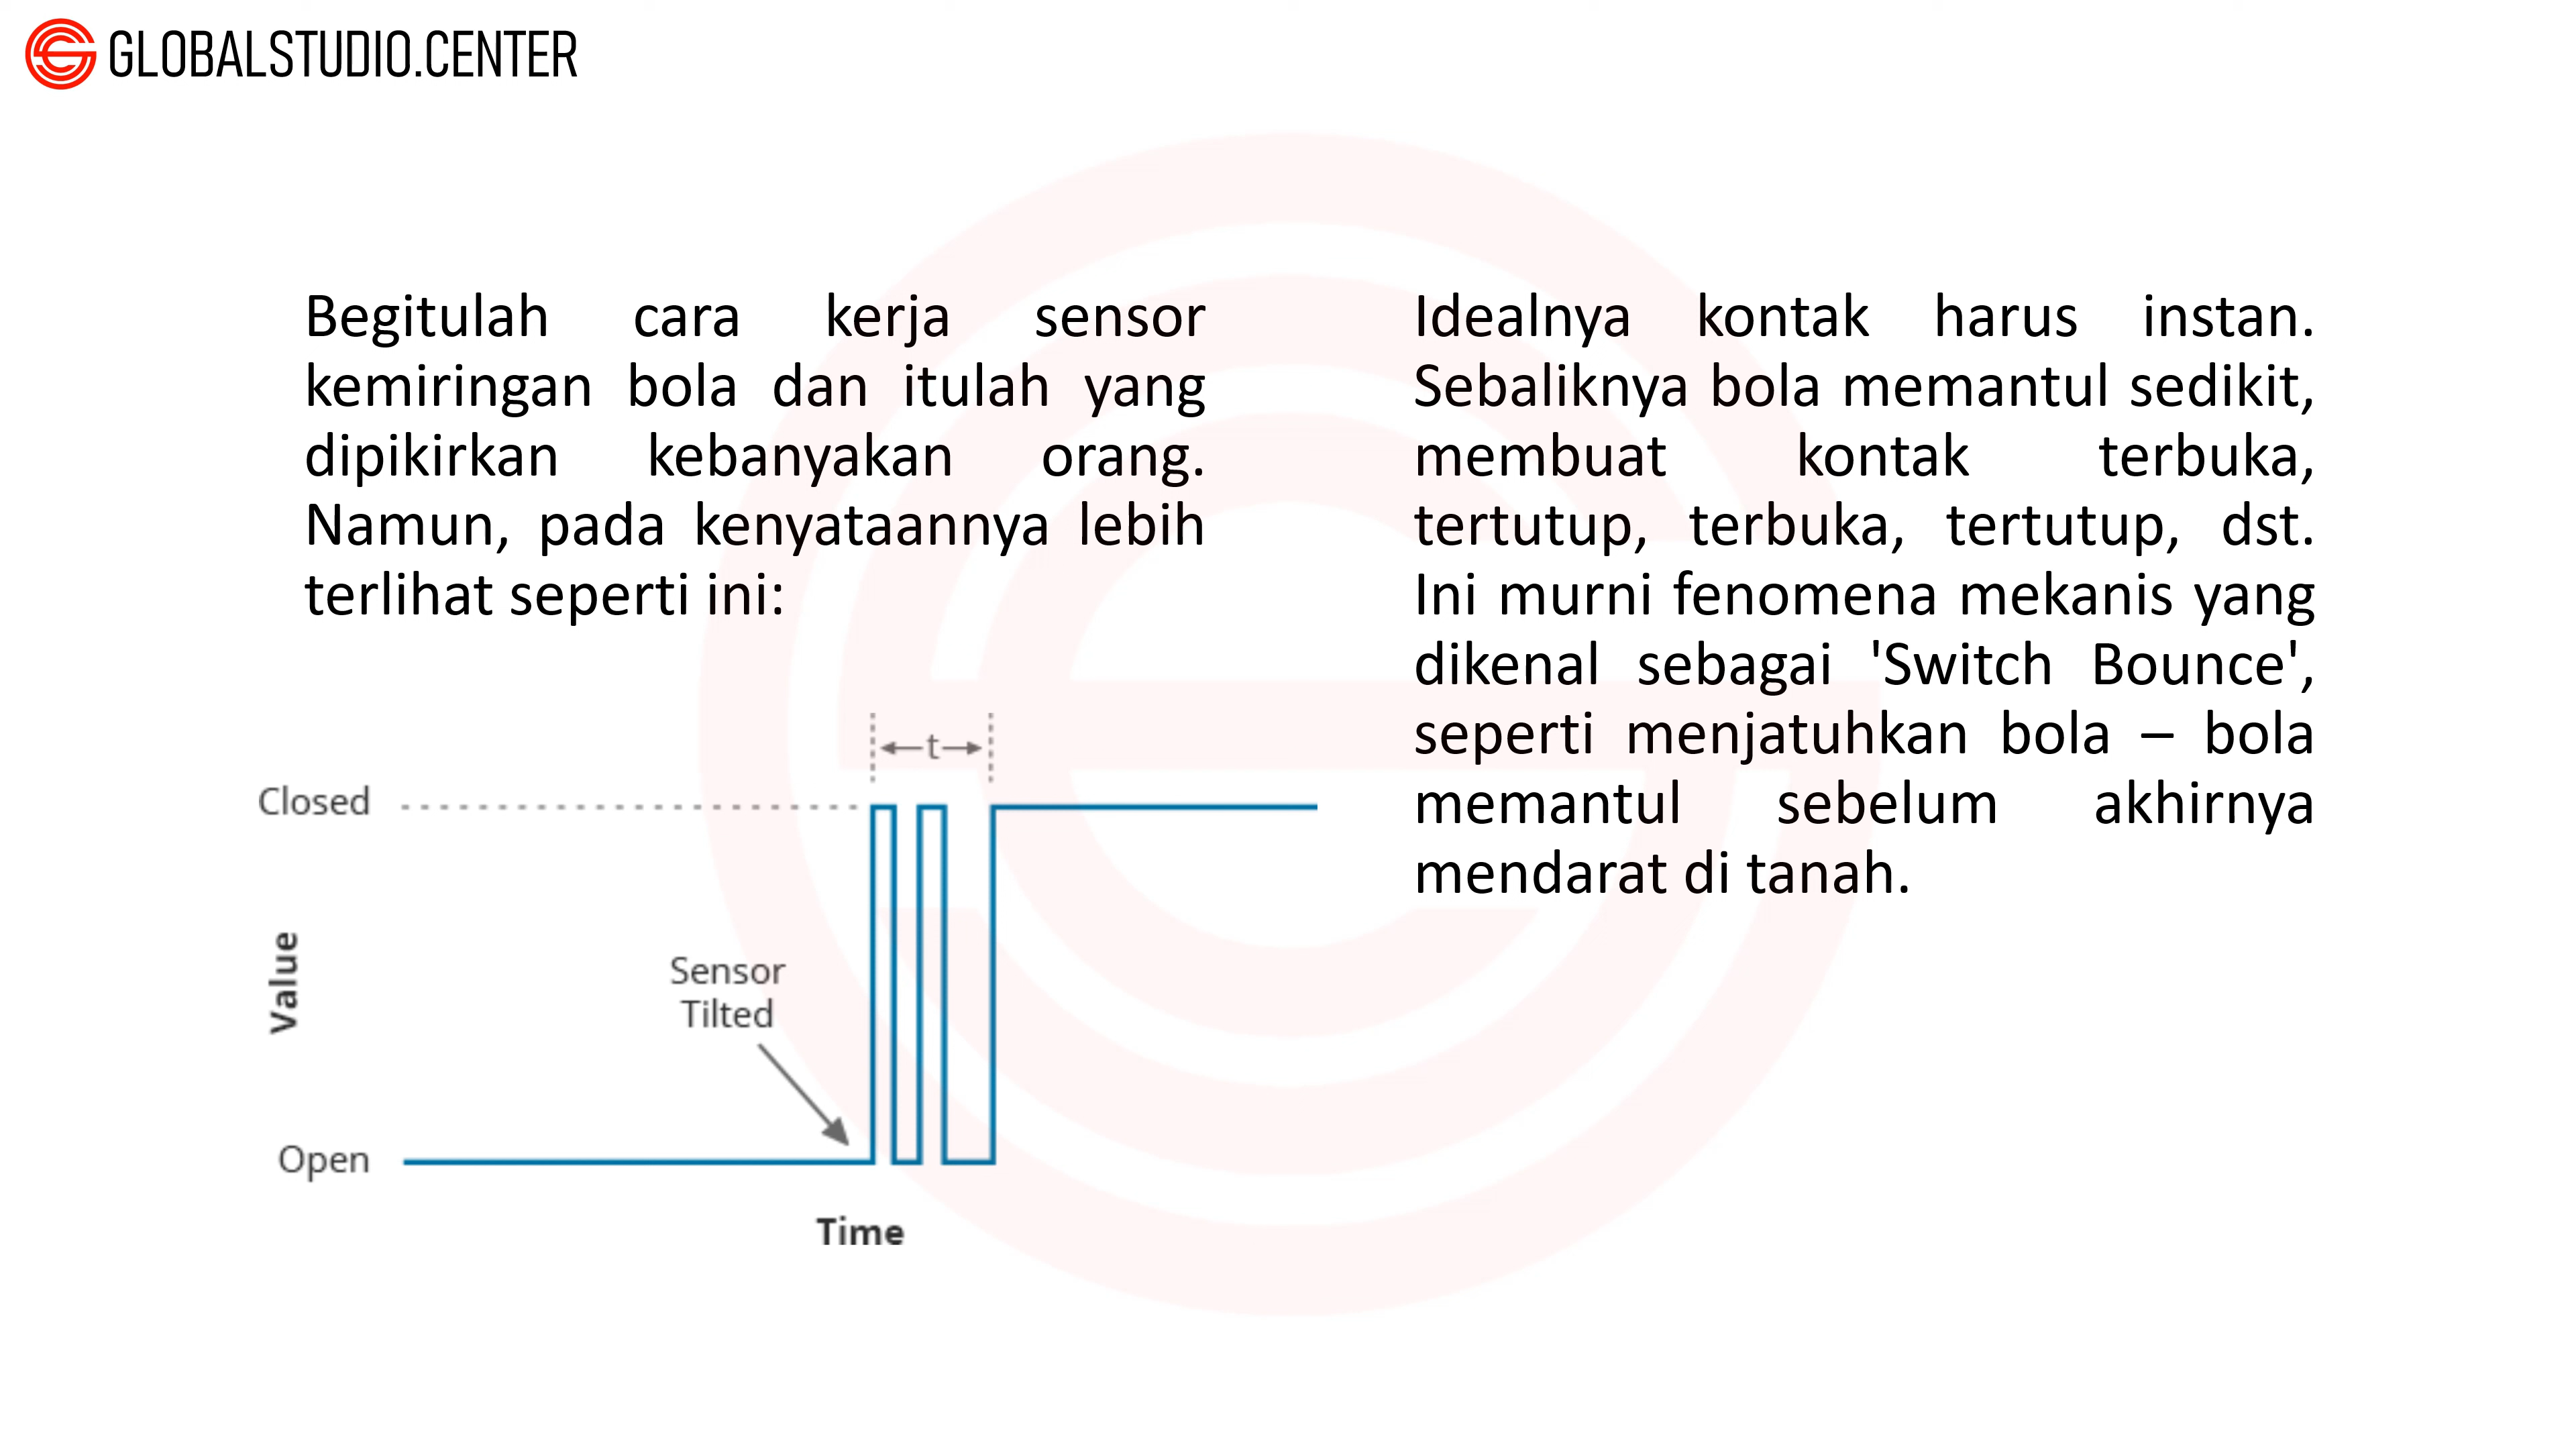 GLOBALSTUDIO.CENTER
Begitulah cara kerja sensor
kemiringan bola dan itulah yang
dipikirkan kebanyakan orang.
Namun, pada kenyataannya lebih
terlihat seperti ini:
t
Closed
Value
Sensor
Tilted
Open
Time
Idealnya kontak harus instan.
Sebaliknya bola memantul sedikit,
membuat kontak terbuka,
tertutup, terbuka, tertutup, dst.
Ini murni fenomena mekanis yang
dikenal sebagai 'Switch Bounce',
seperti menjatuhkan bola – bola
memantul sebelum akhirnya
mendarat di tanah.